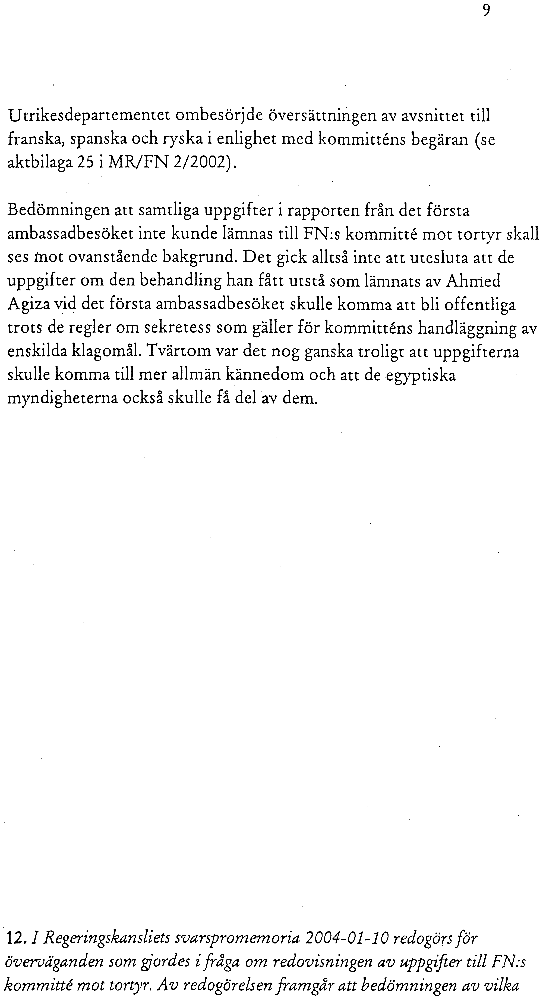 9
Utrikesdepartementet ombesörjde översättningen av avsnittet till
franska, spanska och ryska i enlighet med kommitténs begäran (se
aktbilaga 25 i MR/FN 2/2002).
Bedömningen att samtliga uppgifter i rapporten från det första
ambassadbesöket inte kunde lämnas till FN:s kommitté mot tortyr skall
ses mot ovanstående bakgrund. Det gick alltså inte att utesluta att de
uppgifter om den behandling han fått utstå som lämnats av Ahmed
Agiza vid det första ambassadbesöket skulle komma att bli offentliga
trots de regler om sekretess som gäller för kommitténs handläggning av
enskilda klagomål. Tvärtom var det nog ganska troligt att uppgifterna
skulle komma till mer allmän kännedom och att de egyptiska
myndigheterna också skulle få del av dem.
12. I Regeringskansliets svarspromemoria 2004-01-10 redogörs för
överväganden som gjordes i fråga om redovisningen av uppgifter till FN:s
kommitté mot tortyr. Av redogörelsen framgår att bedömningen av vilka